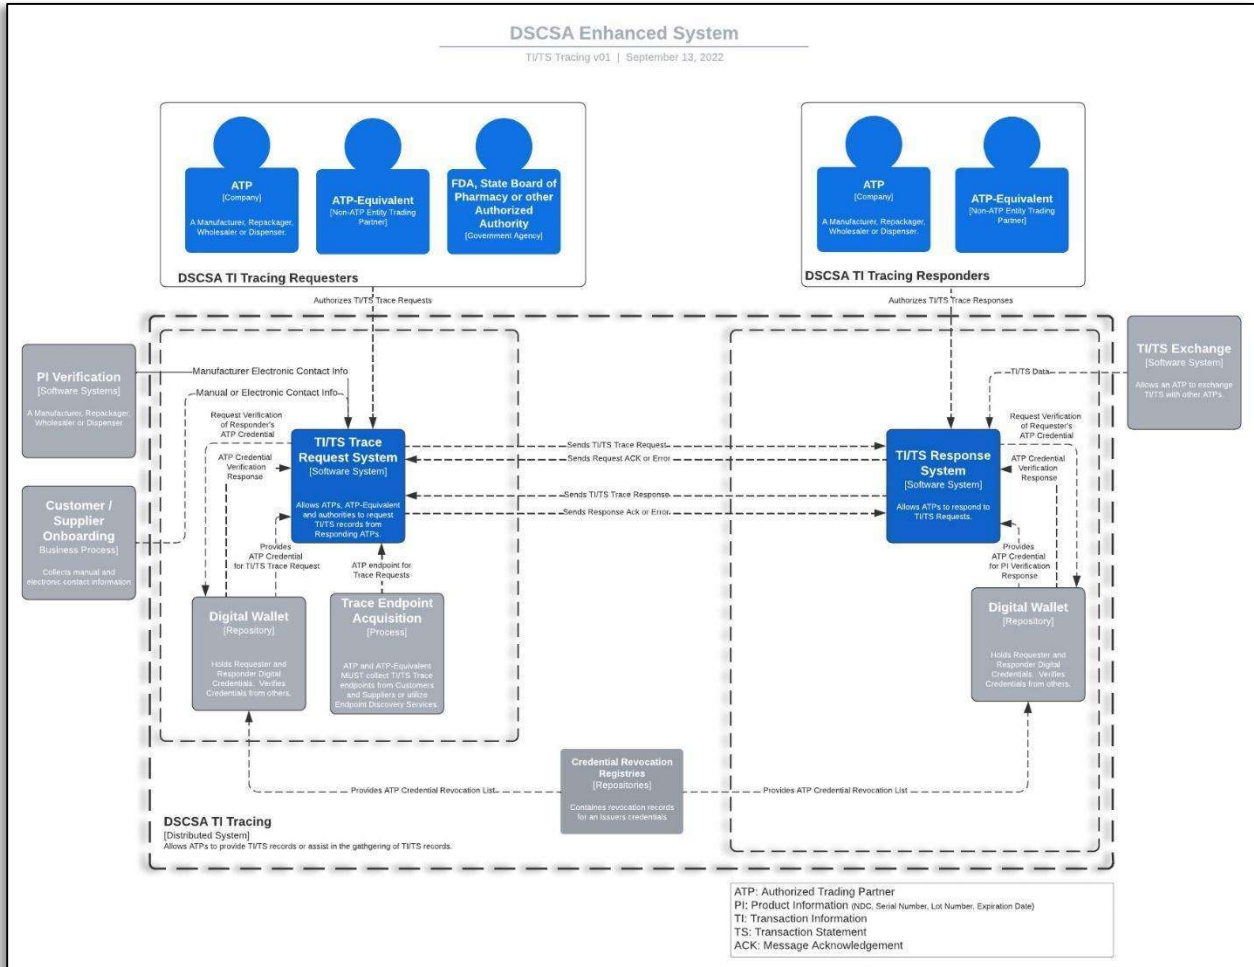 DSCSA Enhanced System
TI/TS Tracing v01 | September 13, 2022
ATP
[Company]
A Manufacturer, Repackager,
Wholesaler or Dispenser.
ATP-Equivalent
[Non-ATP Entity Trading
Partner]
FDA, State Board of
Pharmacy or other
Authorized
Authority
[Government Agency]
DSCSA TI Tracing Requesters
ATP
[Company]
A Manufacturer, Repackager,
Wholesaler or Dispenser.
ATP-Equivalent
[Non-ATP Entity Trading
Partner]
DSCSA TI Tracing Responders
Authorizes TI/TS Trace Requests
Authorizes TI/TS Trace Responses
PI Verification
[Software Systems]
A Manufacturer, Repackager,
Wholesaler or Dispenser
Manufacturer Electronic Contact Info
Manual or Electronic Contact Info
TI/TS Exchange
[Software System]
Allows an ATP to exchange
TI/TS with other ATPs.
TI/TS Data
Customer /
Supplier
Onboarding
Business Process]
Collects manual and
electronic contact information
Request Verification
of Responder's
ATP Credential
ATP Credential
Verification
Response
TI/TS Trace
Request System
[Software System]
Allows ATPs, ATP-Equivalent
and authorities to request
TI/TS records from
Responding ATPs.
Sends TI/TS Trace Request
Sends Request ACK or Error
Sends TI/TS Trace Response
Sends Response Ack or Error
TI/TS Response
System
[Software System]
Allows ATPs to respond to
TI/TS Requests.
Request Verification
of Requester's
ATP Credential
ATP Credential
Verification
Response
Provides
ATP Credential
for TI/TS Trace Request
ATP endpoint for
Trace Requests
Provides
ATP Credential
for PI Verification
Response
Digital Wallet
[Repository]
Holds Requester and
Responder Digital
Credentials. Verifies
Credentials from others.
Trace Endpoint
Acquisition
[Process]
ATP and ATP-Equivalent
MUST collect TI/TS Trace
endpoints from Customers
and Suppliers or utilize
Endpoint Discovery Services.
Digital Wallet
[Repository]
Holds Requester and
Responder Digital
Credentials. Verifies
Credentials from others.
Credential Revocation
Registries
[Repositories]
Containes revocation records
for an Issuers credentials
Provides ATP Credential Revocation List
Provides ATP Credential Revocation List
DSCSA TI Tracing
[Distributed System]
Allows ATPs to provide TI/TS records or assist in the gathgering of TI/TS records.
ATP: Authorized Trading Partner
PI: Product Information (NDC, Serial Number, Lot Number, Expiration Date)
TI: Transaction Information
TS: Transaction Statement
ACK: Message Acknowledgement